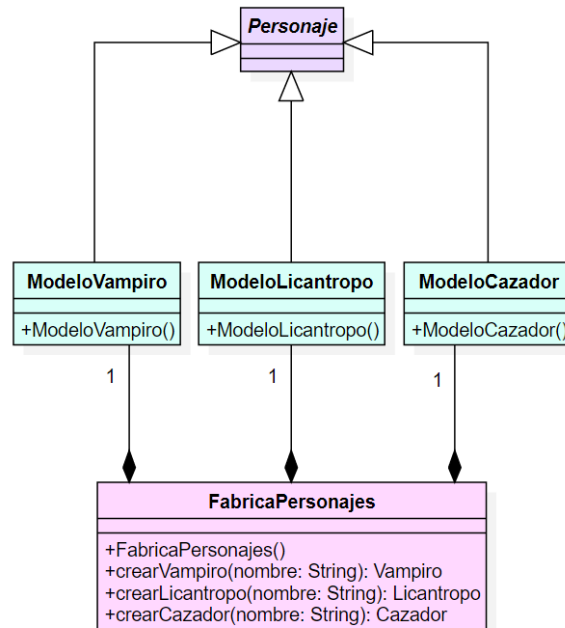 Personaje
ModeloVampiro
+ModeloVampiro()
ModeloLicantropo
+ModeloLicantropo()
ModeloCazador
+ModeloCazador()
1
1
1
FabricaPersonajes
+FabricaPersonajes()
+crearVampiro(nombre: String): Vampiro
+crearLicantropo(nombre: String): Licantropo
+crearCazador(nombre: String): Cazador